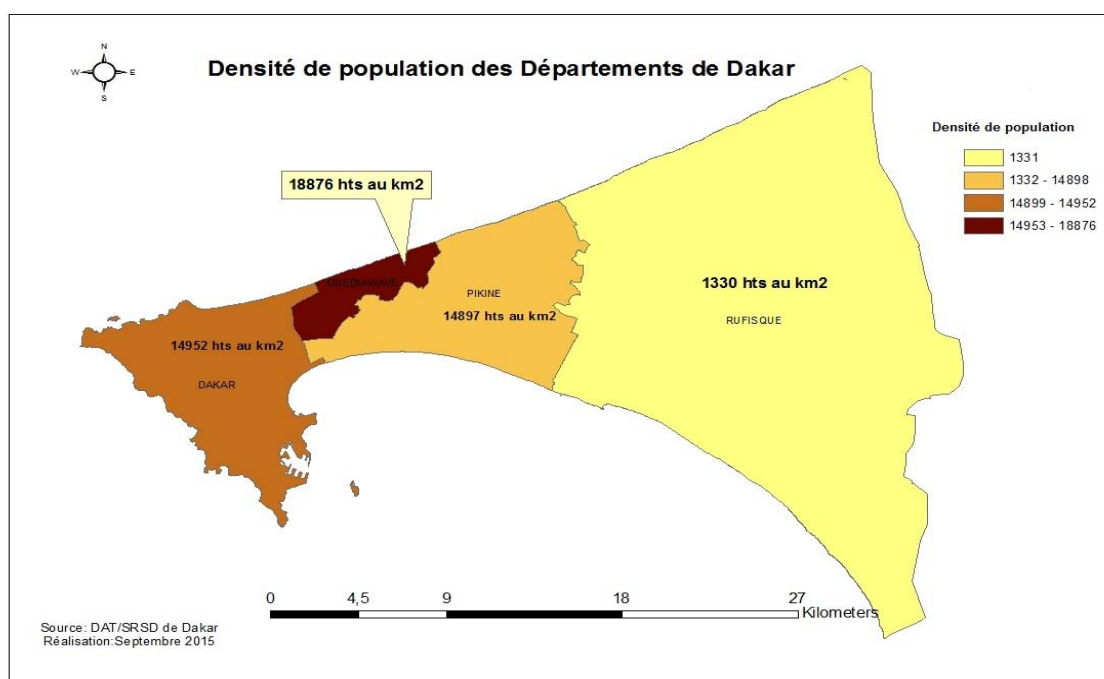 N
W E
S
Densité de population des Départements de Dakar
Densité de population
1331
1332 - 14898
14899 - 14952
14953 - 18876
18876 hts au km2
GUEDIAWAYE
PIKINE
14897 hts au km2
1330 hts au km2
RUFISQUE
14952 hts au km2
DAKAR
0 4,5 9 18 27
Kilometers
Source: DAT/SRSD de Dakar
Réalisation:Septembre 2015